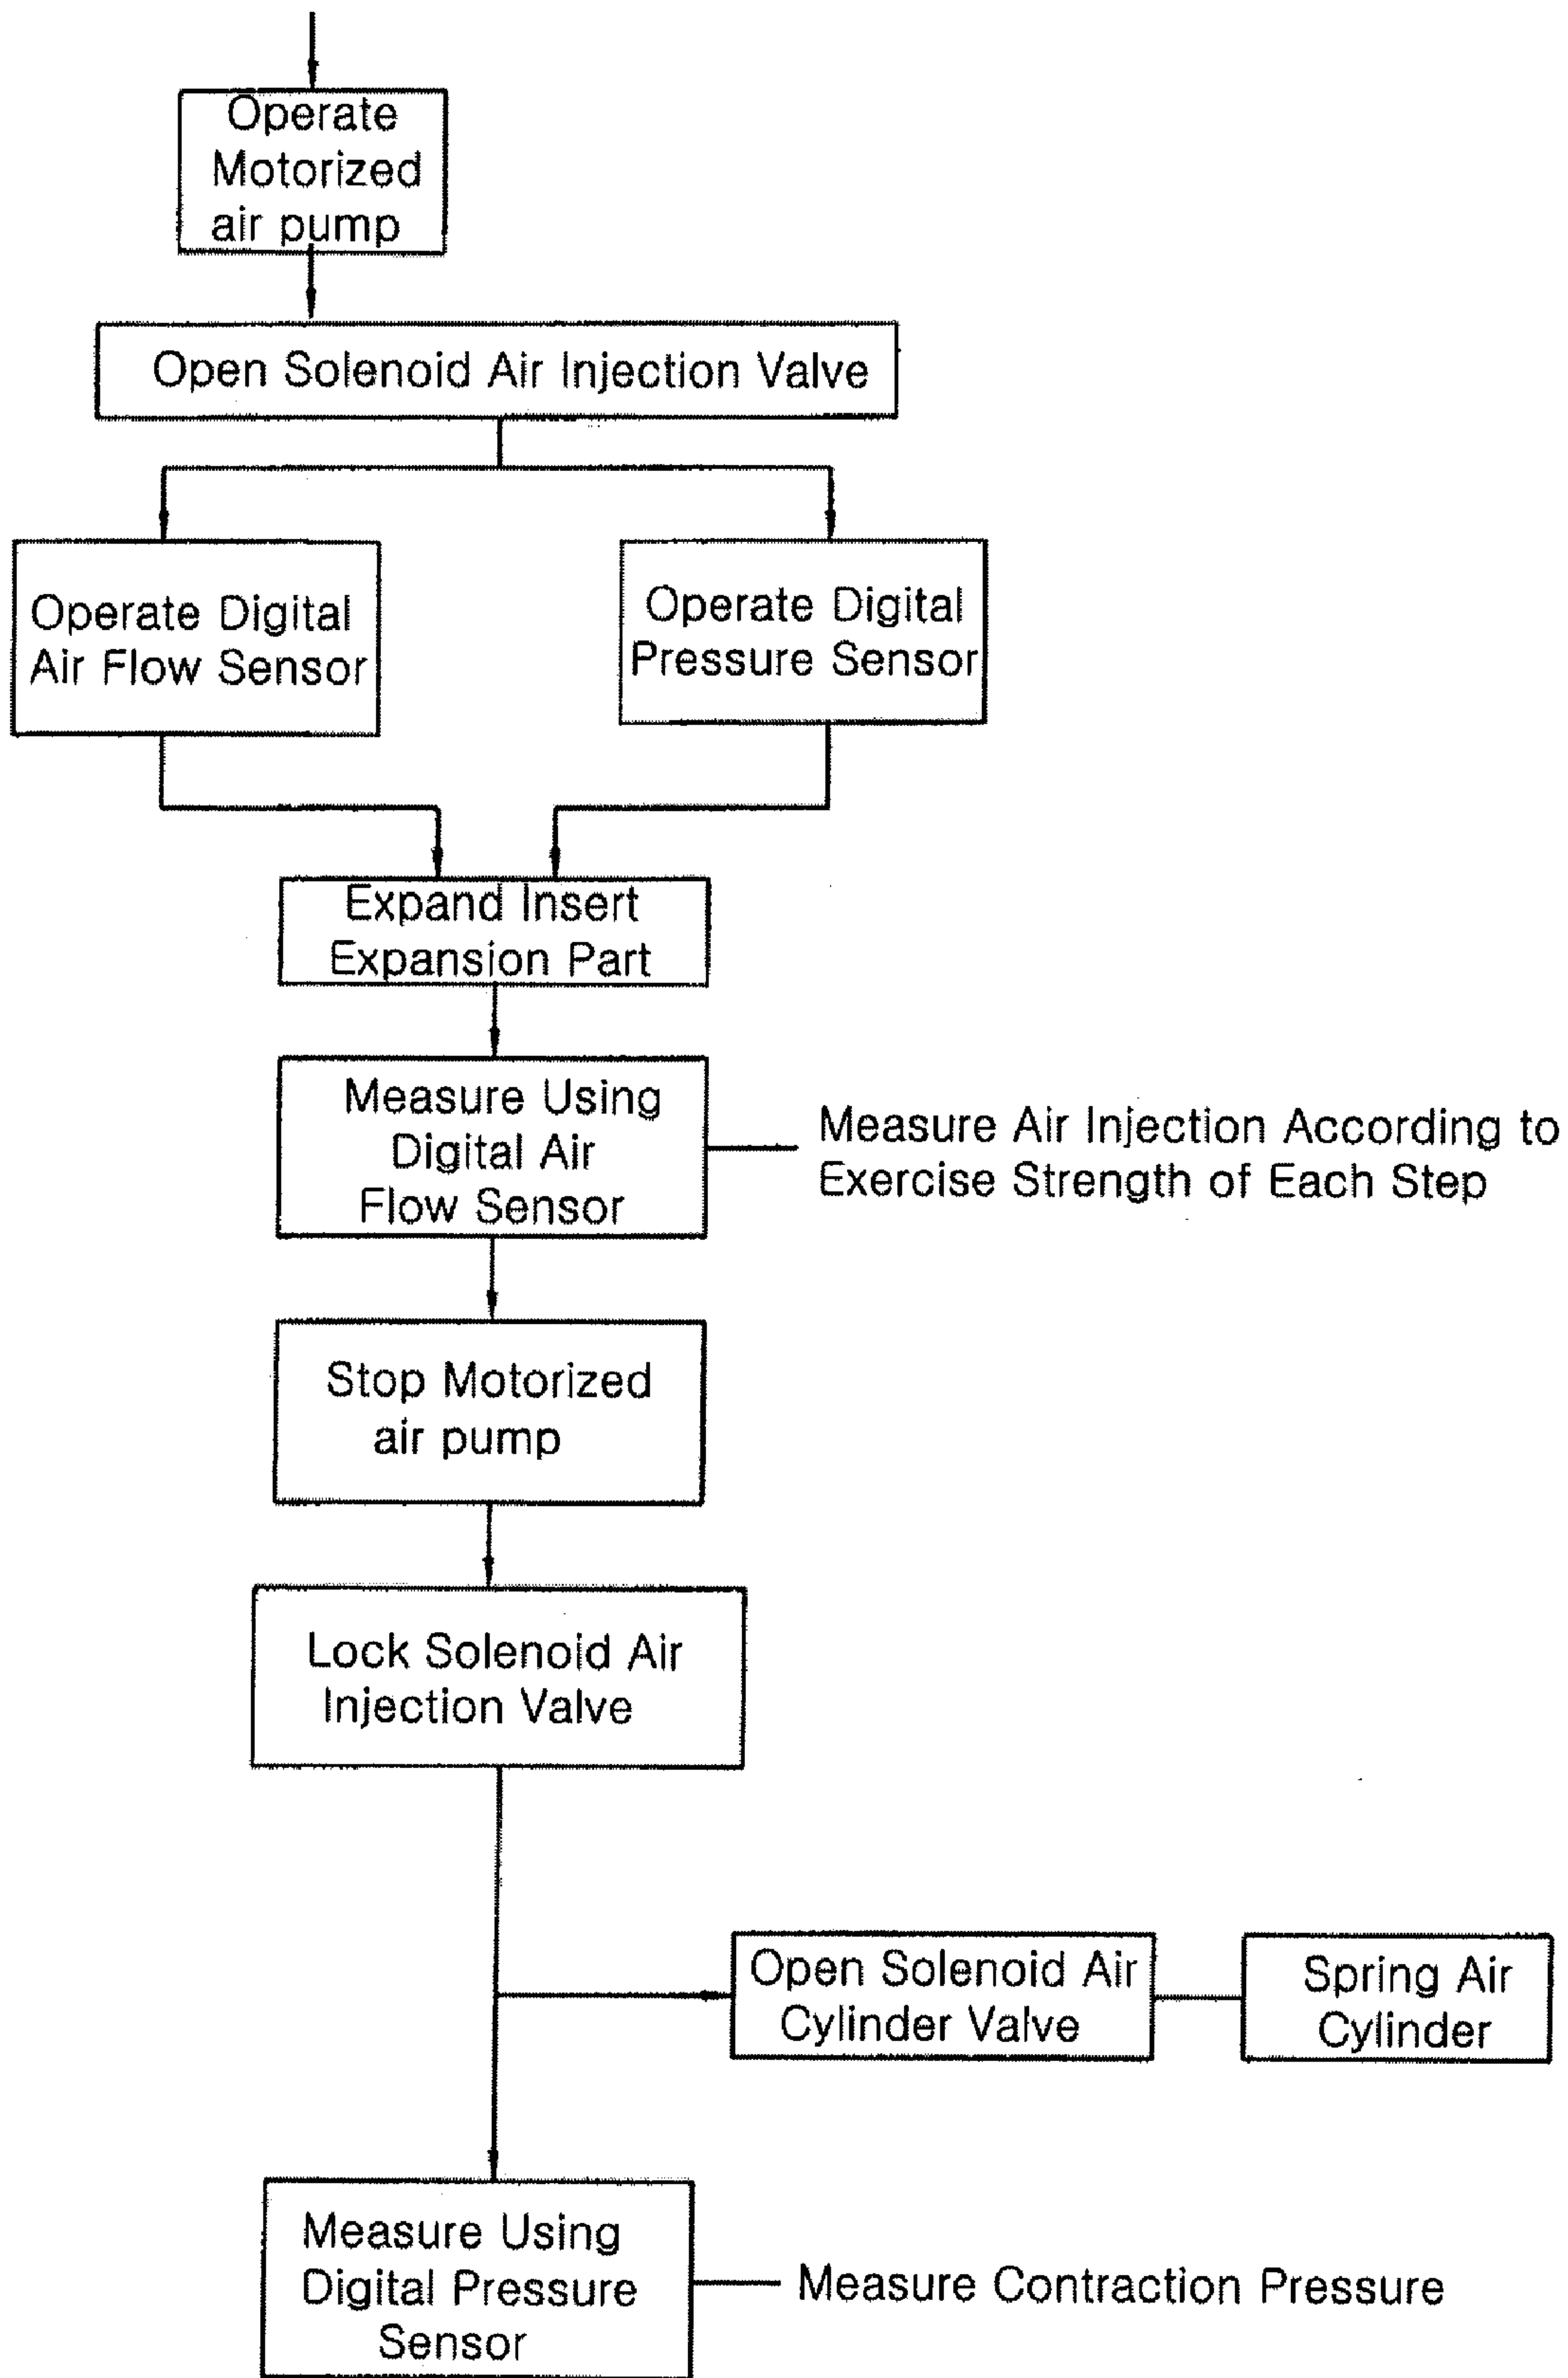 Operate
Motorized
air pump
Open Solenoid Air Injection Valve
Operate Digital
Air Flow Sensor
Operate Digital
Pressure Sensor
Expand Insert
Expansion Part
Measure Using
Digital Air
Flow Sensor
Measure Air Injection According to
Exercise Strength of Each Step
Stop Motorized
air pump
Lock Solenoid Air
Injection Valve
Open Solenoid Air
Cylinder Valve
Spring Air
Cylinder
Measure Using
Digital Pressure
Sensor
Measure Contraction Pressure